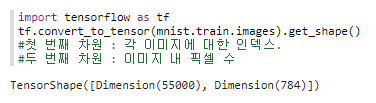 import tensorflow as tf
tf.convert_to_tensor(mnist.train.images).get_shape()
#첫 번째 차원 : 각 이미지에 대한 인덱스.
#두 번째 차원 : 이미지 내 픽셀 수
TensorShape([Dimension(55000), Dimension(784)])